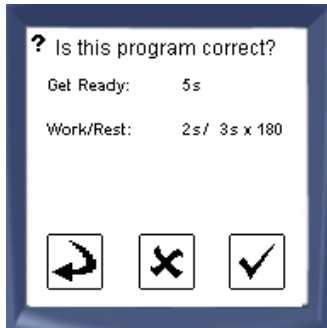 ? Is this program correct?
Get Ready: 5s
Work/Rest: 2s/ 3s x 180